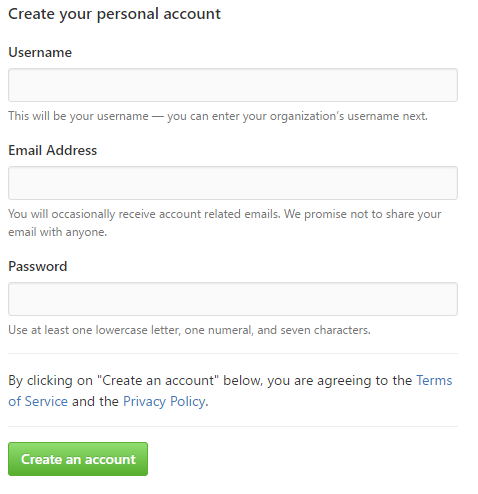 Create your personal account
Username
This will be your username — you can enter your organization's username next.
Email Address
You will occasionally receive account related emails. We promise not to share your
email with anyone.
Password
Use at least one lowercase letter, one numeral, and seven characters.
By clicking on "Create an account" below, you are agreeing to the Terms
of Service and the Privacy Policy.
Create an account